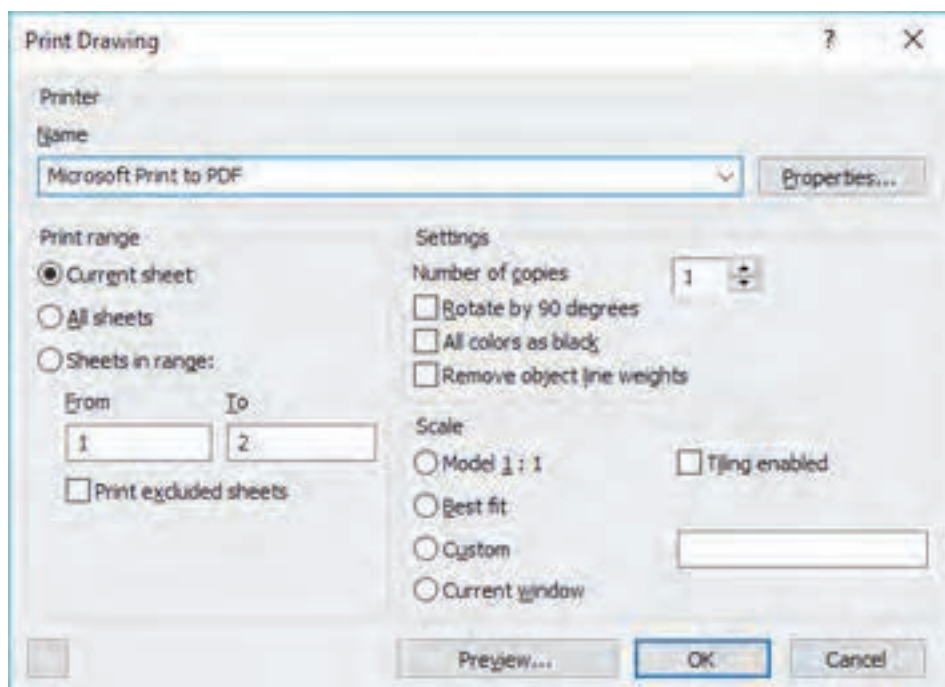 Print Drawing
?
Printer
Name
Microsoft Print to PDF
Properties...
Print range
Current sheet
All sheets
Sheets in range:
From
To
1
2
Print excluded sheets
Settings
Number of copies
1
Rotate by 90 degrees
All colors as black
Remove object line weights
Scale
Model 1 : 1
Tiling enabled
Best fit
Custom
Current window
Preview...
OK
Cancel